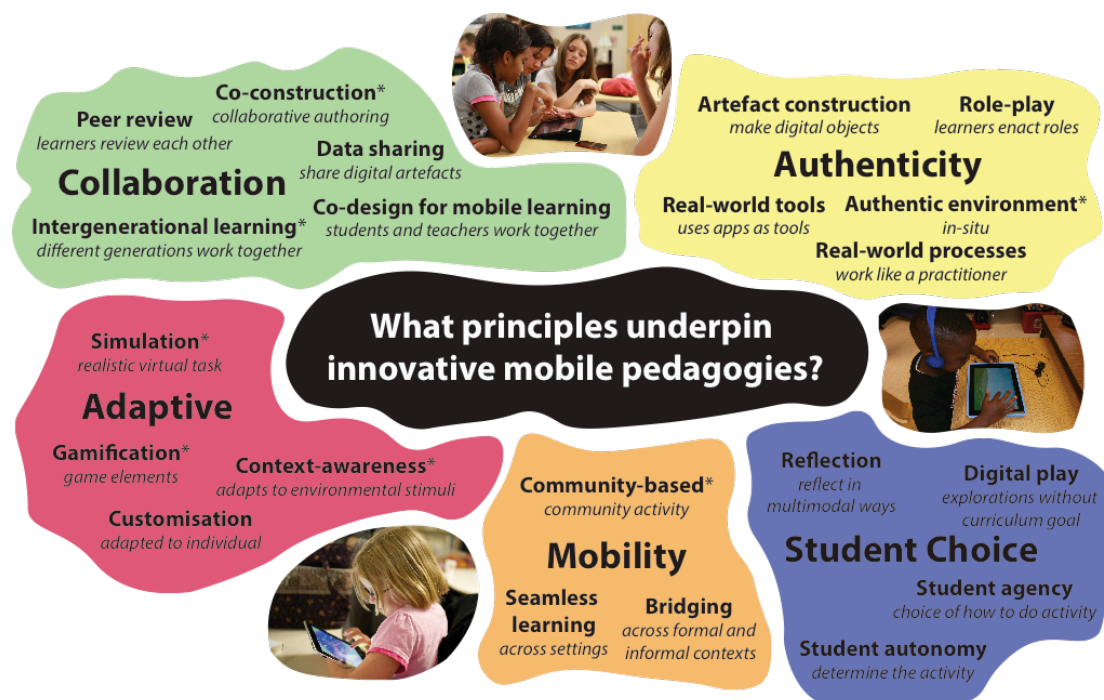 Co-construction*
collaborative authoring
Peer review
learners review each other
Data sharing
share digital artefacts
Collaboration
Intergenerational learning*
different generations work together
Co-design for mobile learning
students and teachers work together
Artefact construction
make digital objects
Role-play
learners enact roles
Authenticity
Real-world tools
uses apps as tools
Authentic environment*
in-situ
Real-world processes
work like a practitioner
What principles underpin
innovative mobile pedagogies?
Simulation*
realistic virtual task
Adaptive
Gamification*
game elements
Context-awareness*
adapts to environmental stimuli
Customisation
adapted to individual
Community-based*
community activity
Mobility
Seamless
learning
across settings
Bridging
across formal and
informal contexts
Reflection
reflect in
multimodal ways
Digital play
explorations without
curriculum goal
Student Choice
Student agency
choice of how to do activity
Student autonomy
determine the activity